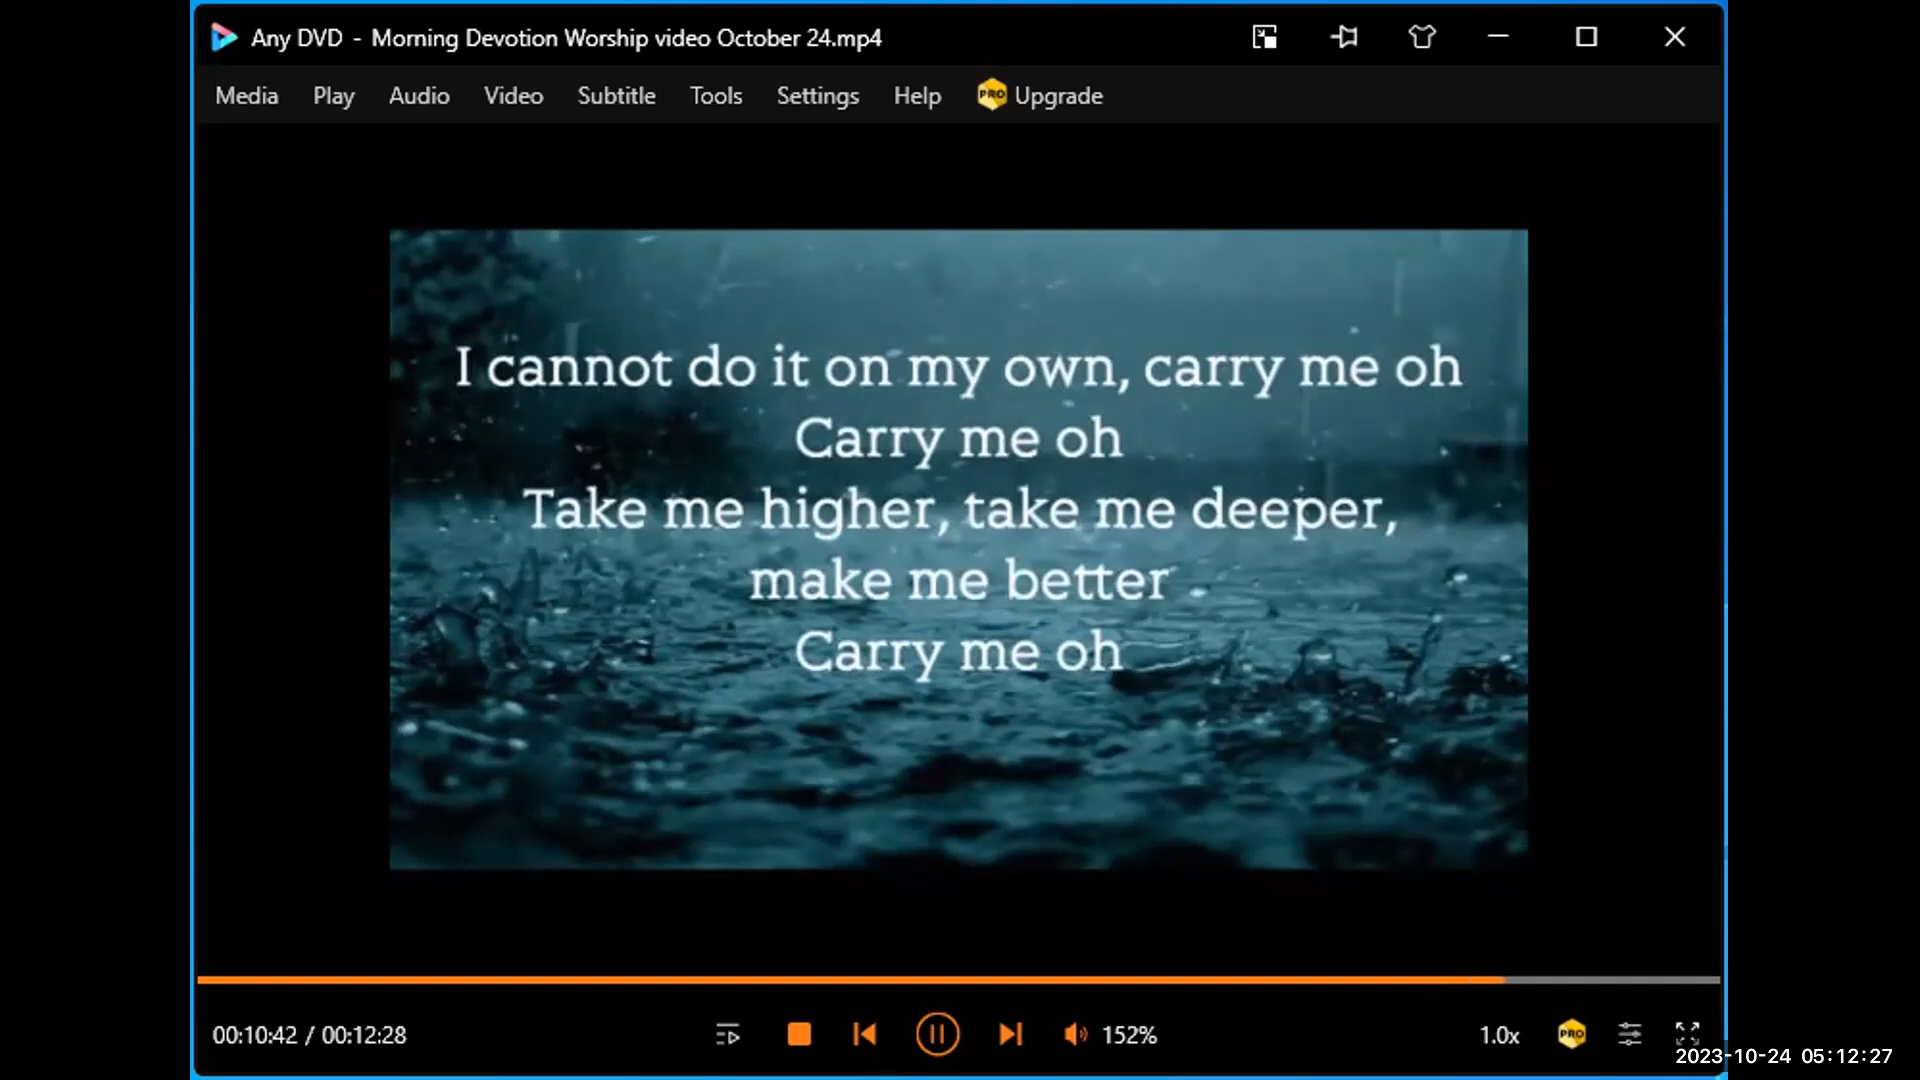 Any DVD - Morning Devotion Worship video October 24.mp4
Media Play Audio Video Subtitle Tools Settings Help PRO Upgrade
I cannot do it on my own, carry me oh
Carry me oh
Take me higher, take me deeper,
make me better
Carry me oh
00:10:42 / 00:12:28 152% 1.0x PRO
2023-10-24 05:12:27